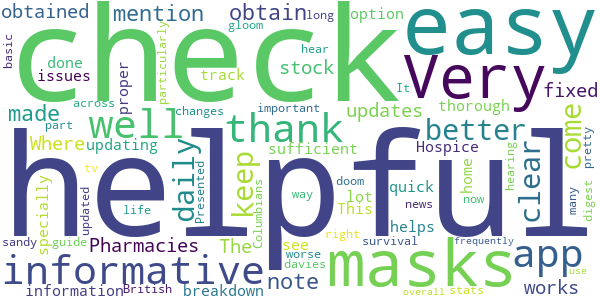 obtained mention obtain long option
basic gloom
check easy
done particularly hear
issues proper track stock Very fixed
across changes important It
made part well thank updates thorough come
Where updating better
sufficient Hospice
helpful
specially tv daily Presented keep Columbians doom quick home hearing clear many pretty digest
updated life way lot This news now
The see helps
sandy guide Pharmacies right survival frequently
worse davies
informative note masks app
works
information British breakdown overall stats use